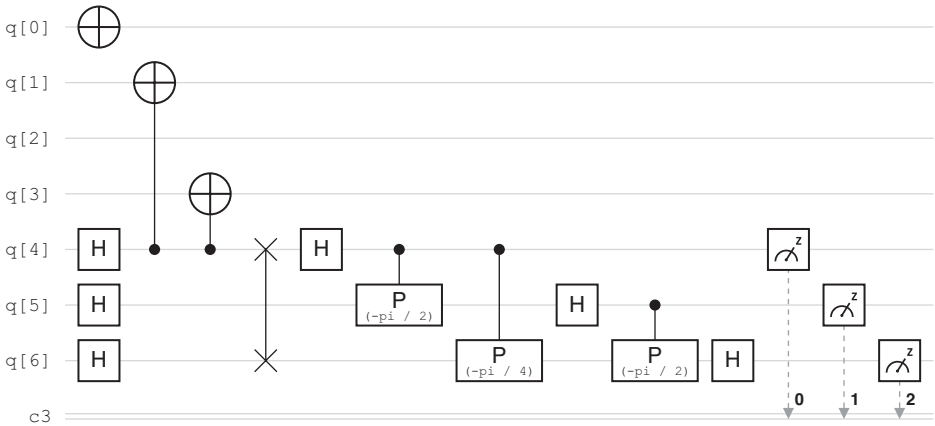 q[0]
q[1]
q[2]
q[3]
q[4] H H z
q[5] H P (-pi / 2) H z
q[6] H P (-pi / 4) P (-pi / 2) H z
c3 0 1 2